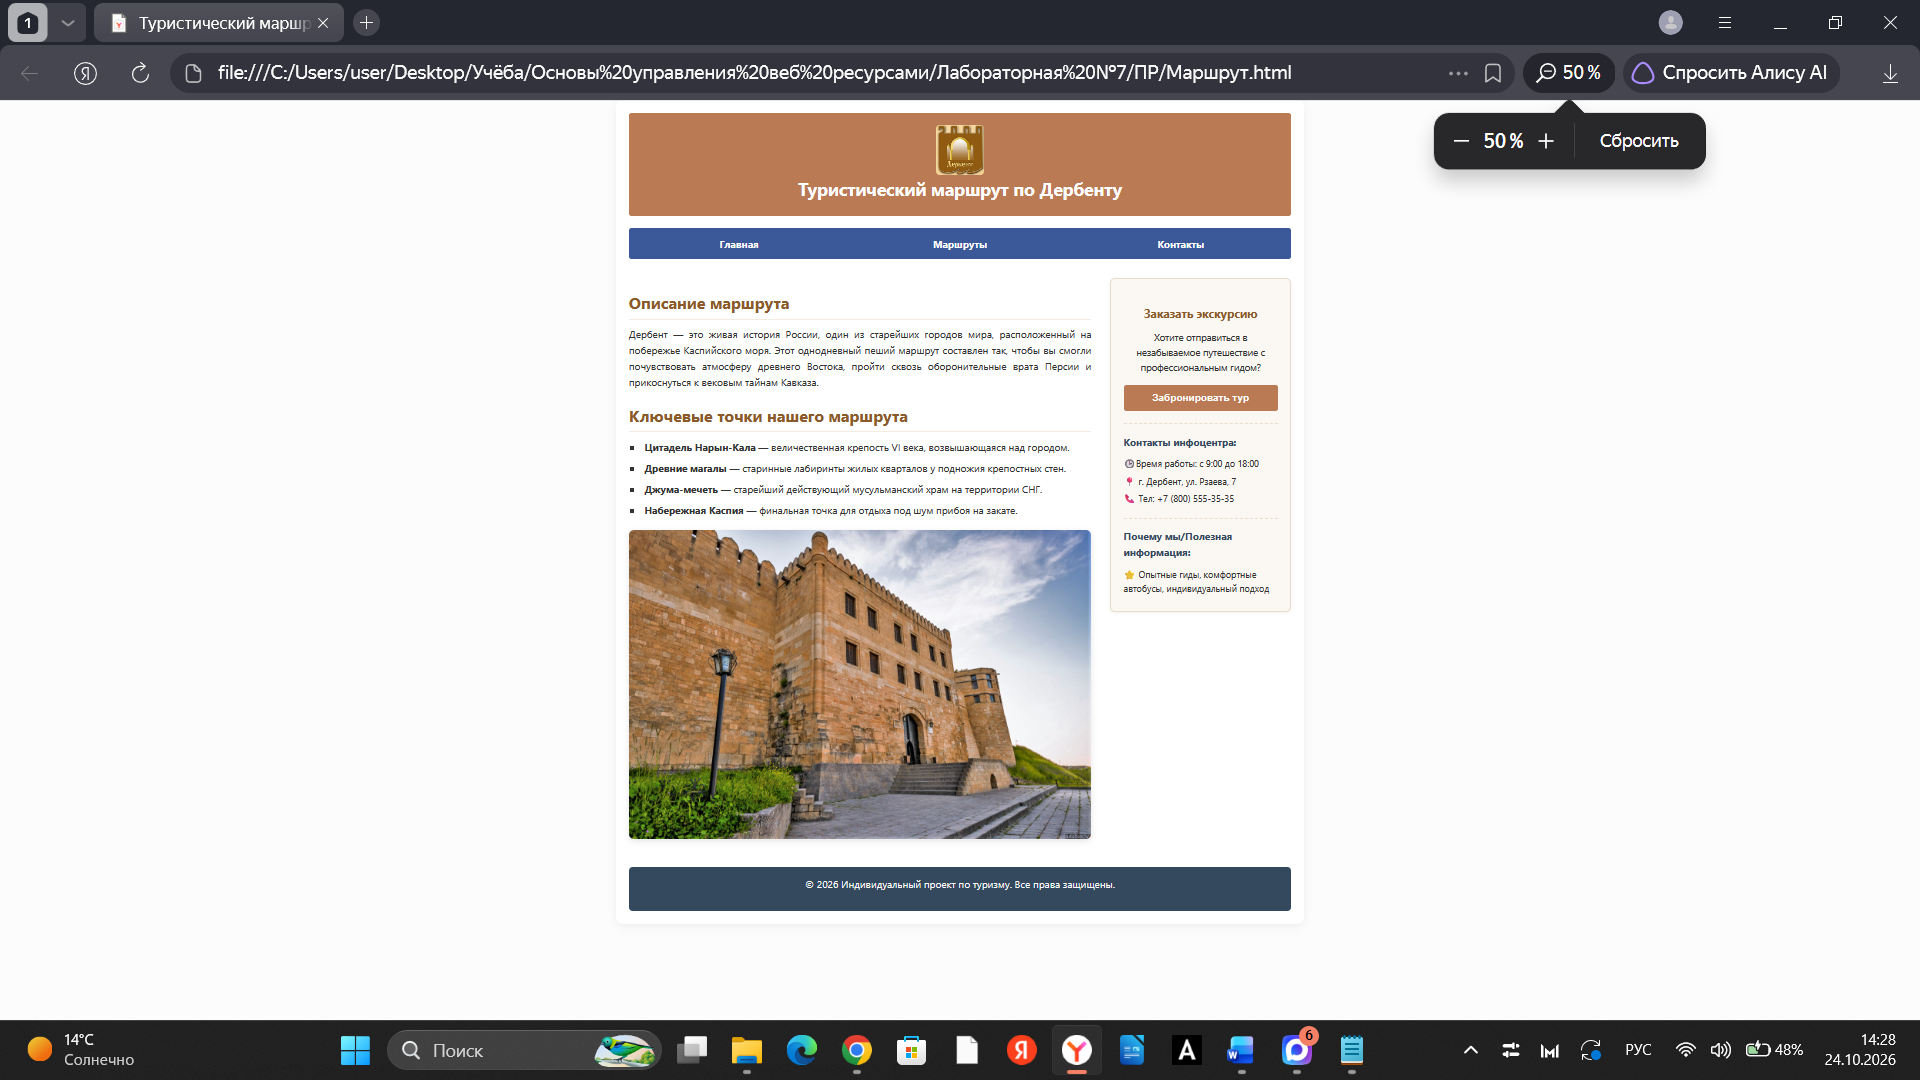 1
Туристический маршр
file:///C:/Users/user/Desktop/Учёба/Основы%20управления%20веб%20ресурсами/Лабораторная%20№7/ПР/Маршрут.html
50 %
Спросить Алису AI
50 %
Сбросить
Дербент
Туристический маршрут по Дербенту
Главная
Маршруты
Контакты
Описание маршрута
Дербент — это живая история России, один из старейших городов мира, расположенный на
побережье Каспийского моря. Этот однодневный пеший маршрут составлен так, чтобы вы смогли
почувствовать атмосферу древнего Востока, пройти сквозь оборонительные врата Персии и
прикоснуться к вековым тайнам Кавказа.
Ключевые точки нашего маршрута
Цитадель Нарын-Кала — величественная крепость VI века, возвышающаяся над городом.
Древние магалы — старинные лабиринты жилых кварталов у подножия крепостных стен.
Джума-мечеть — старейший действующий мусульманский храм на территории СНГ.
Набережная Каспия — финальная точка для отдыха под шум прибоя на закате.
Заказать экскурсию
Хотите отправиться в
незабываемое путешествие с
профессиональным гидом?
Забронировать тур
Контакты инфоцентра:
Время работы: с 9:00 до 18:00
г. Дербент, ул. Рзаева, 7
Тел: +7 (800) 555-35-35
Почему мы/Полезная
информация:
Опытные гиды, комфортные
автобусы, индивидуальный подход
© 2026 Индивидуальный проект по туризму. Все права защищены.
14°C
Солнечно
Поиск
6
РУС
48%
14:28
24.10.2026